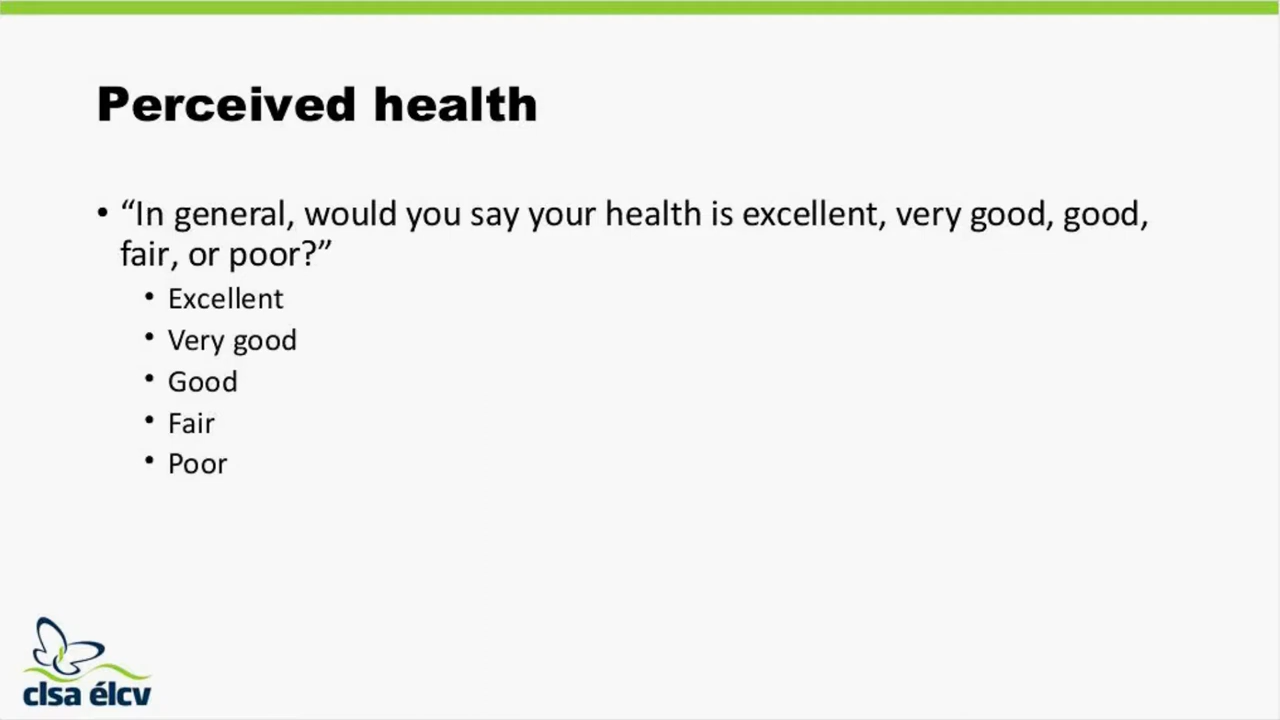 Perceived health
• “In general, would you say your health is excellent, very good, good,
fair, or poor?”
• Excellent
• Very good
• Good
• Fair
• Poor
clsa élcv